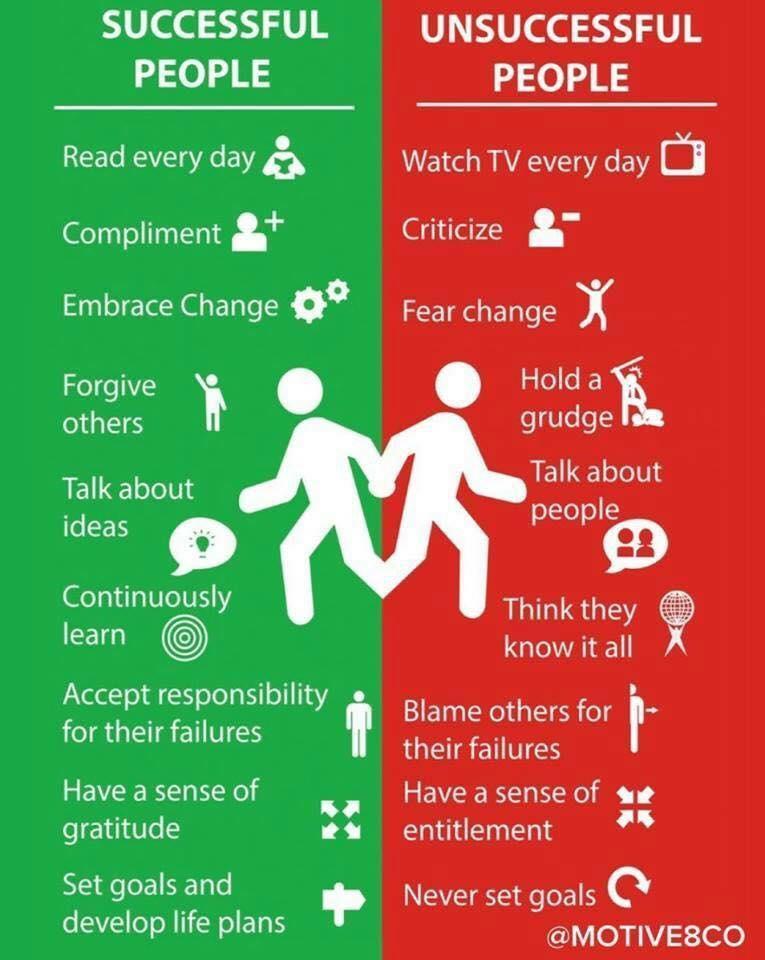 SUCCESSFUL
PEOPLE
Read every day
Compliment
Embrace Change
Forgive
others
Talk about
ideas
Continuously
learn
Accept responsibility
for their failures
Have a sense of
gratitude
Set goals and
develop life plans
UNSUCCESSFUL
PEOPLE
Watch TV every day
Criticize
Fear change
Hold a
grudge
Talk about
people
Think they
know it all
Blame others for
their failures
Have a sense of
entitlement
Never set goals
@MOTIVE8CO